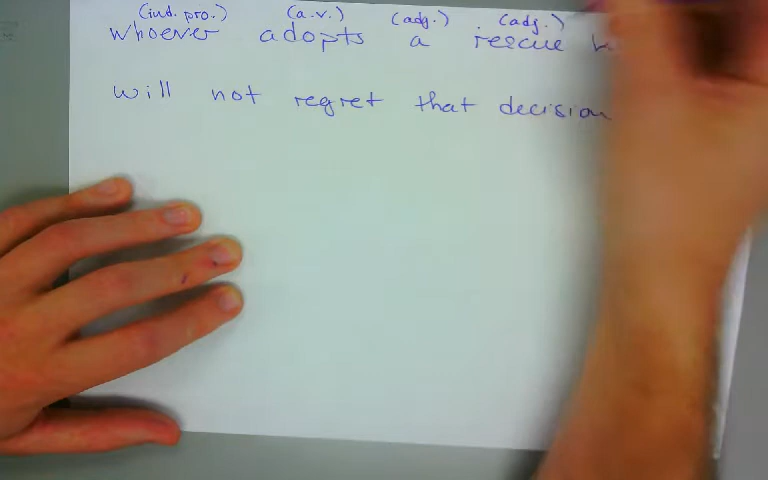 (ind. pro.) (a.v.) (adj.) (adj.)
whoever adopts a rescue
will not regret that decision